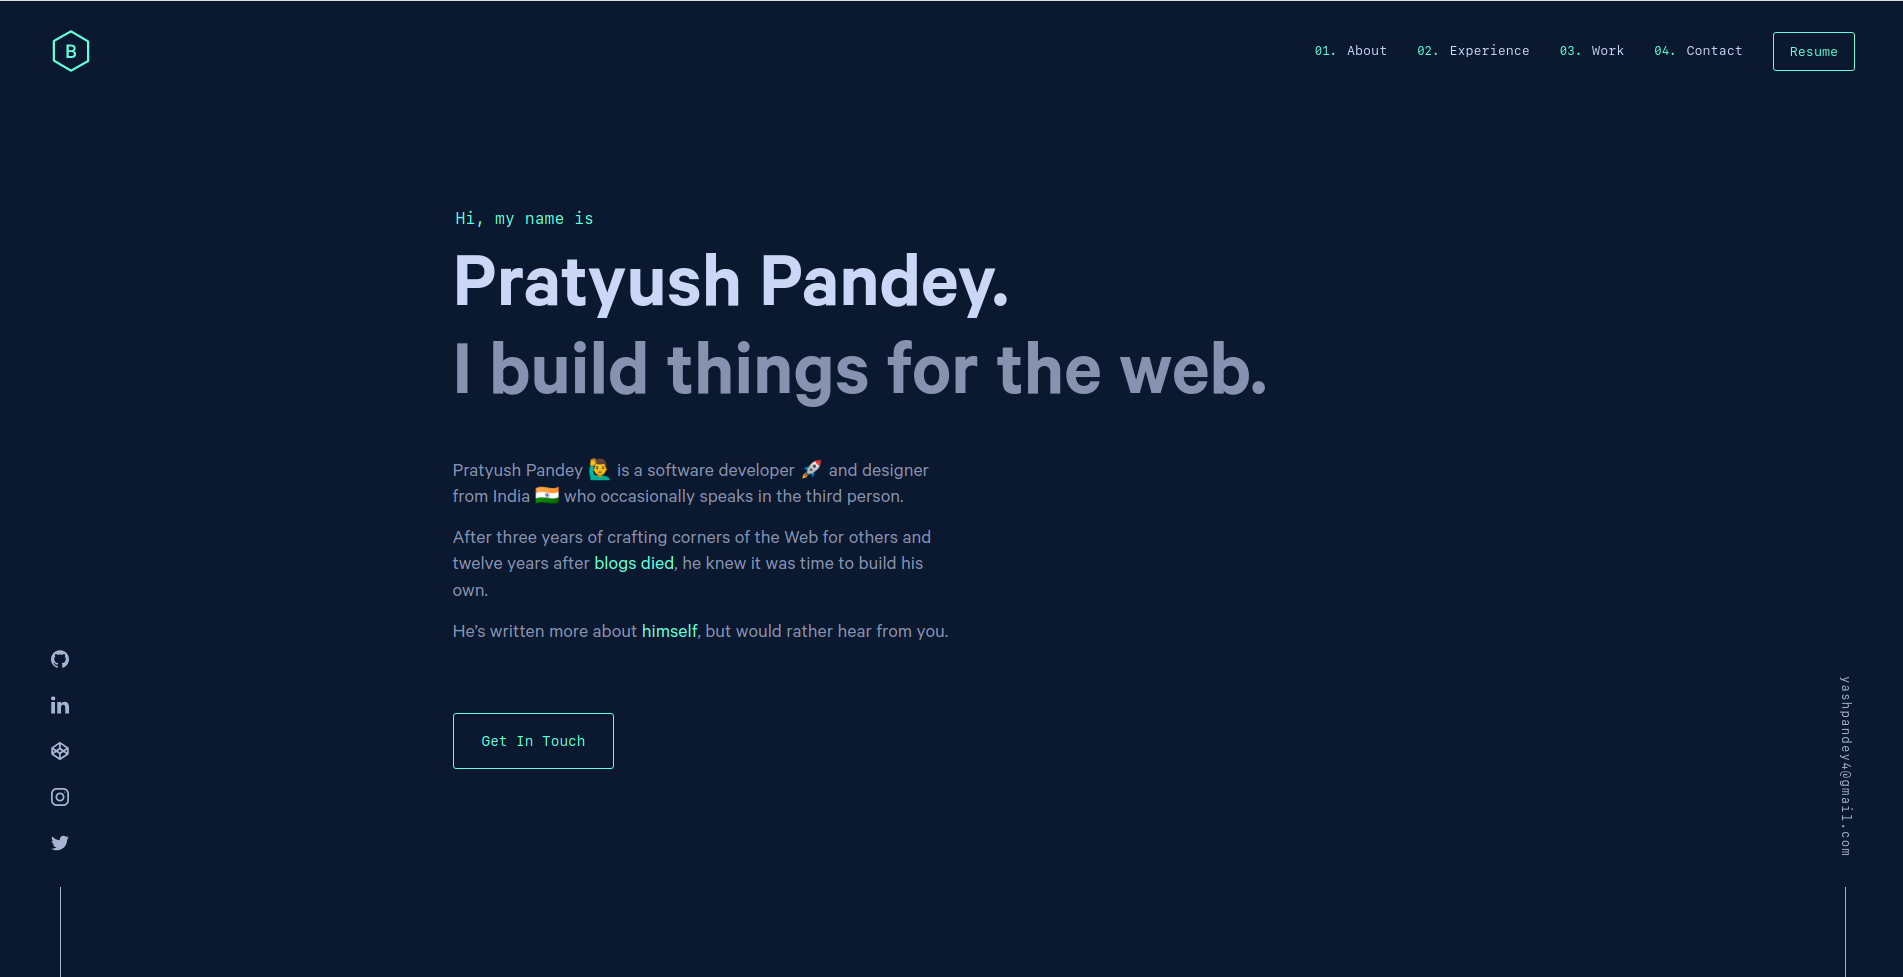 B
01. About 02. Experience 03. Work 04. Contact Resume
Hi, my name is
Pratyush Pandey.
I build things for the web.
Pratyush Pandey 🙋‍♂️ is a software developer 🚀 and designer
from India 🇮🇳 who occasionally speaks in the third person.
After three years of crafting corners of the Web for others and
twelve years after blogs died, he knew it was time to build his
own.
He’s written more about himself, but would rather hear from you.
Get In Touch
yashpandey4@gmail.com